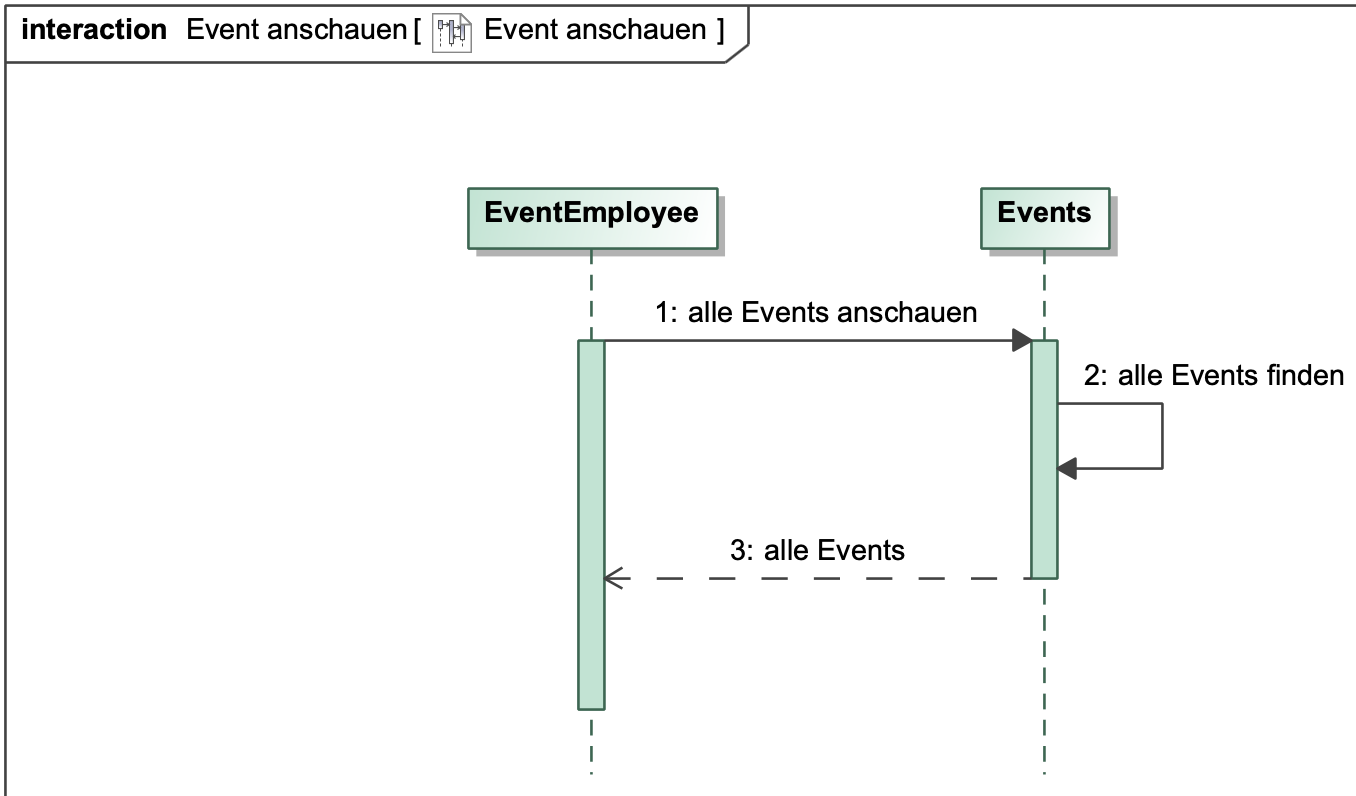 interaction Event anschauen [ Event anschauen ]
EventEmployee
Events
1: alle Events anschauen
2: alle Events finden
3: alle Events